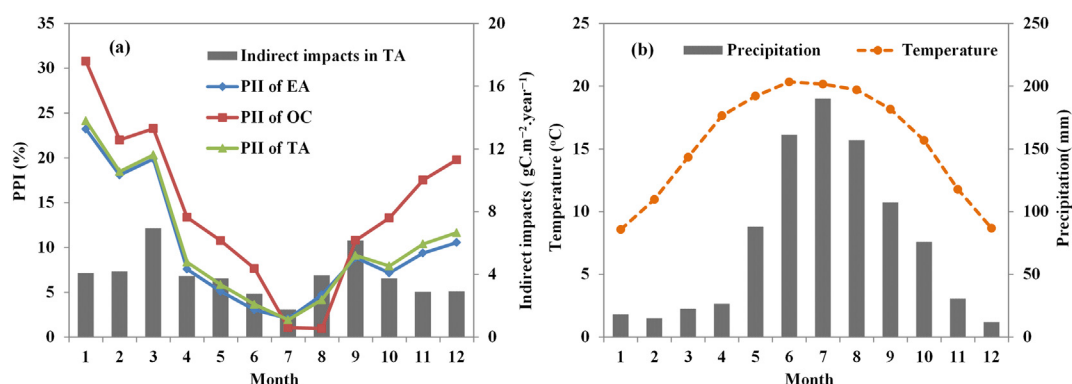 (a)
Indirect impacts in TA
PII of EA
PII of OC
PII of TA
PPI (%)
35
30
25
20
15
10
5
0
20
16
12
8
4
0
Indirect impacts ( gC.m⁻².year⁻¹)
1 2 3 4 5 6 7 8 9 10 11 12
Month
(b)
Precipitation
Temperature
Temperature (°C)
25
20
15
10
5
0
250
200
150
100
50
0
Precipitation( mm)
1 2 3 4 5 6 7 8 9 10 11 12
Month